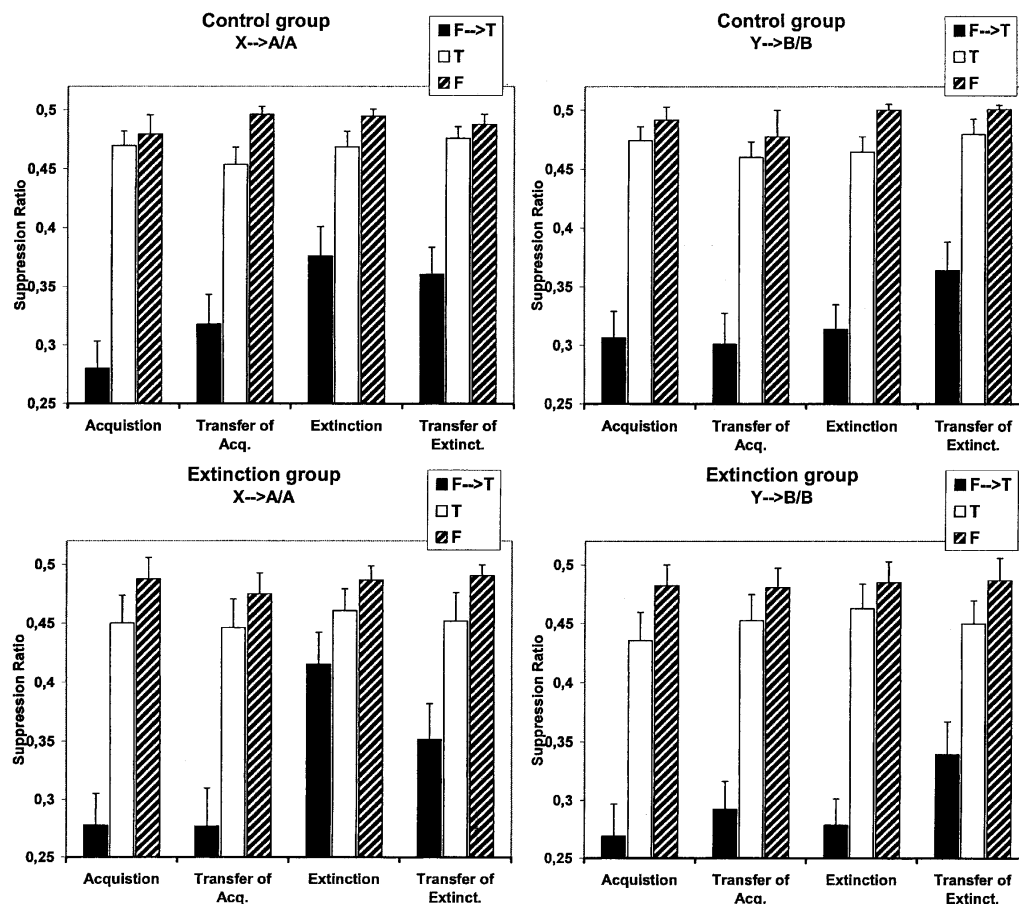 Control group
X-->A/A
F-->T
T
F
Suppression Ratio
0,5
0,45
0,4
0,35
0,3
0,25
Acquistion
Transfer of Acq.
Extinction
Transfer of Extinct.
Control group
Y-->B/B
F-->T
T
F
Suppression Ratio
0,5
0,45
0,4
0,35
0,3
0,25
Acquistion
Transfer of Acq.
Extinction
Transfer of Extinct.
Extinction group
X-->A/A
F-->T
T
F
Suppression Ratio
0,5
0,45
0,4
0,35
0,3
0,25
Acquistion
Transfer of Acq.
Extinction
Transfer of Extinct.
Extinction group
Y-->B/B
F-->T
T
F
Suppression Ratio
0,5
0,45
0,4
0,35
0,3
0,25
Acquistion
Transfer of Acq.
Extinction
Transfer of Extinct.